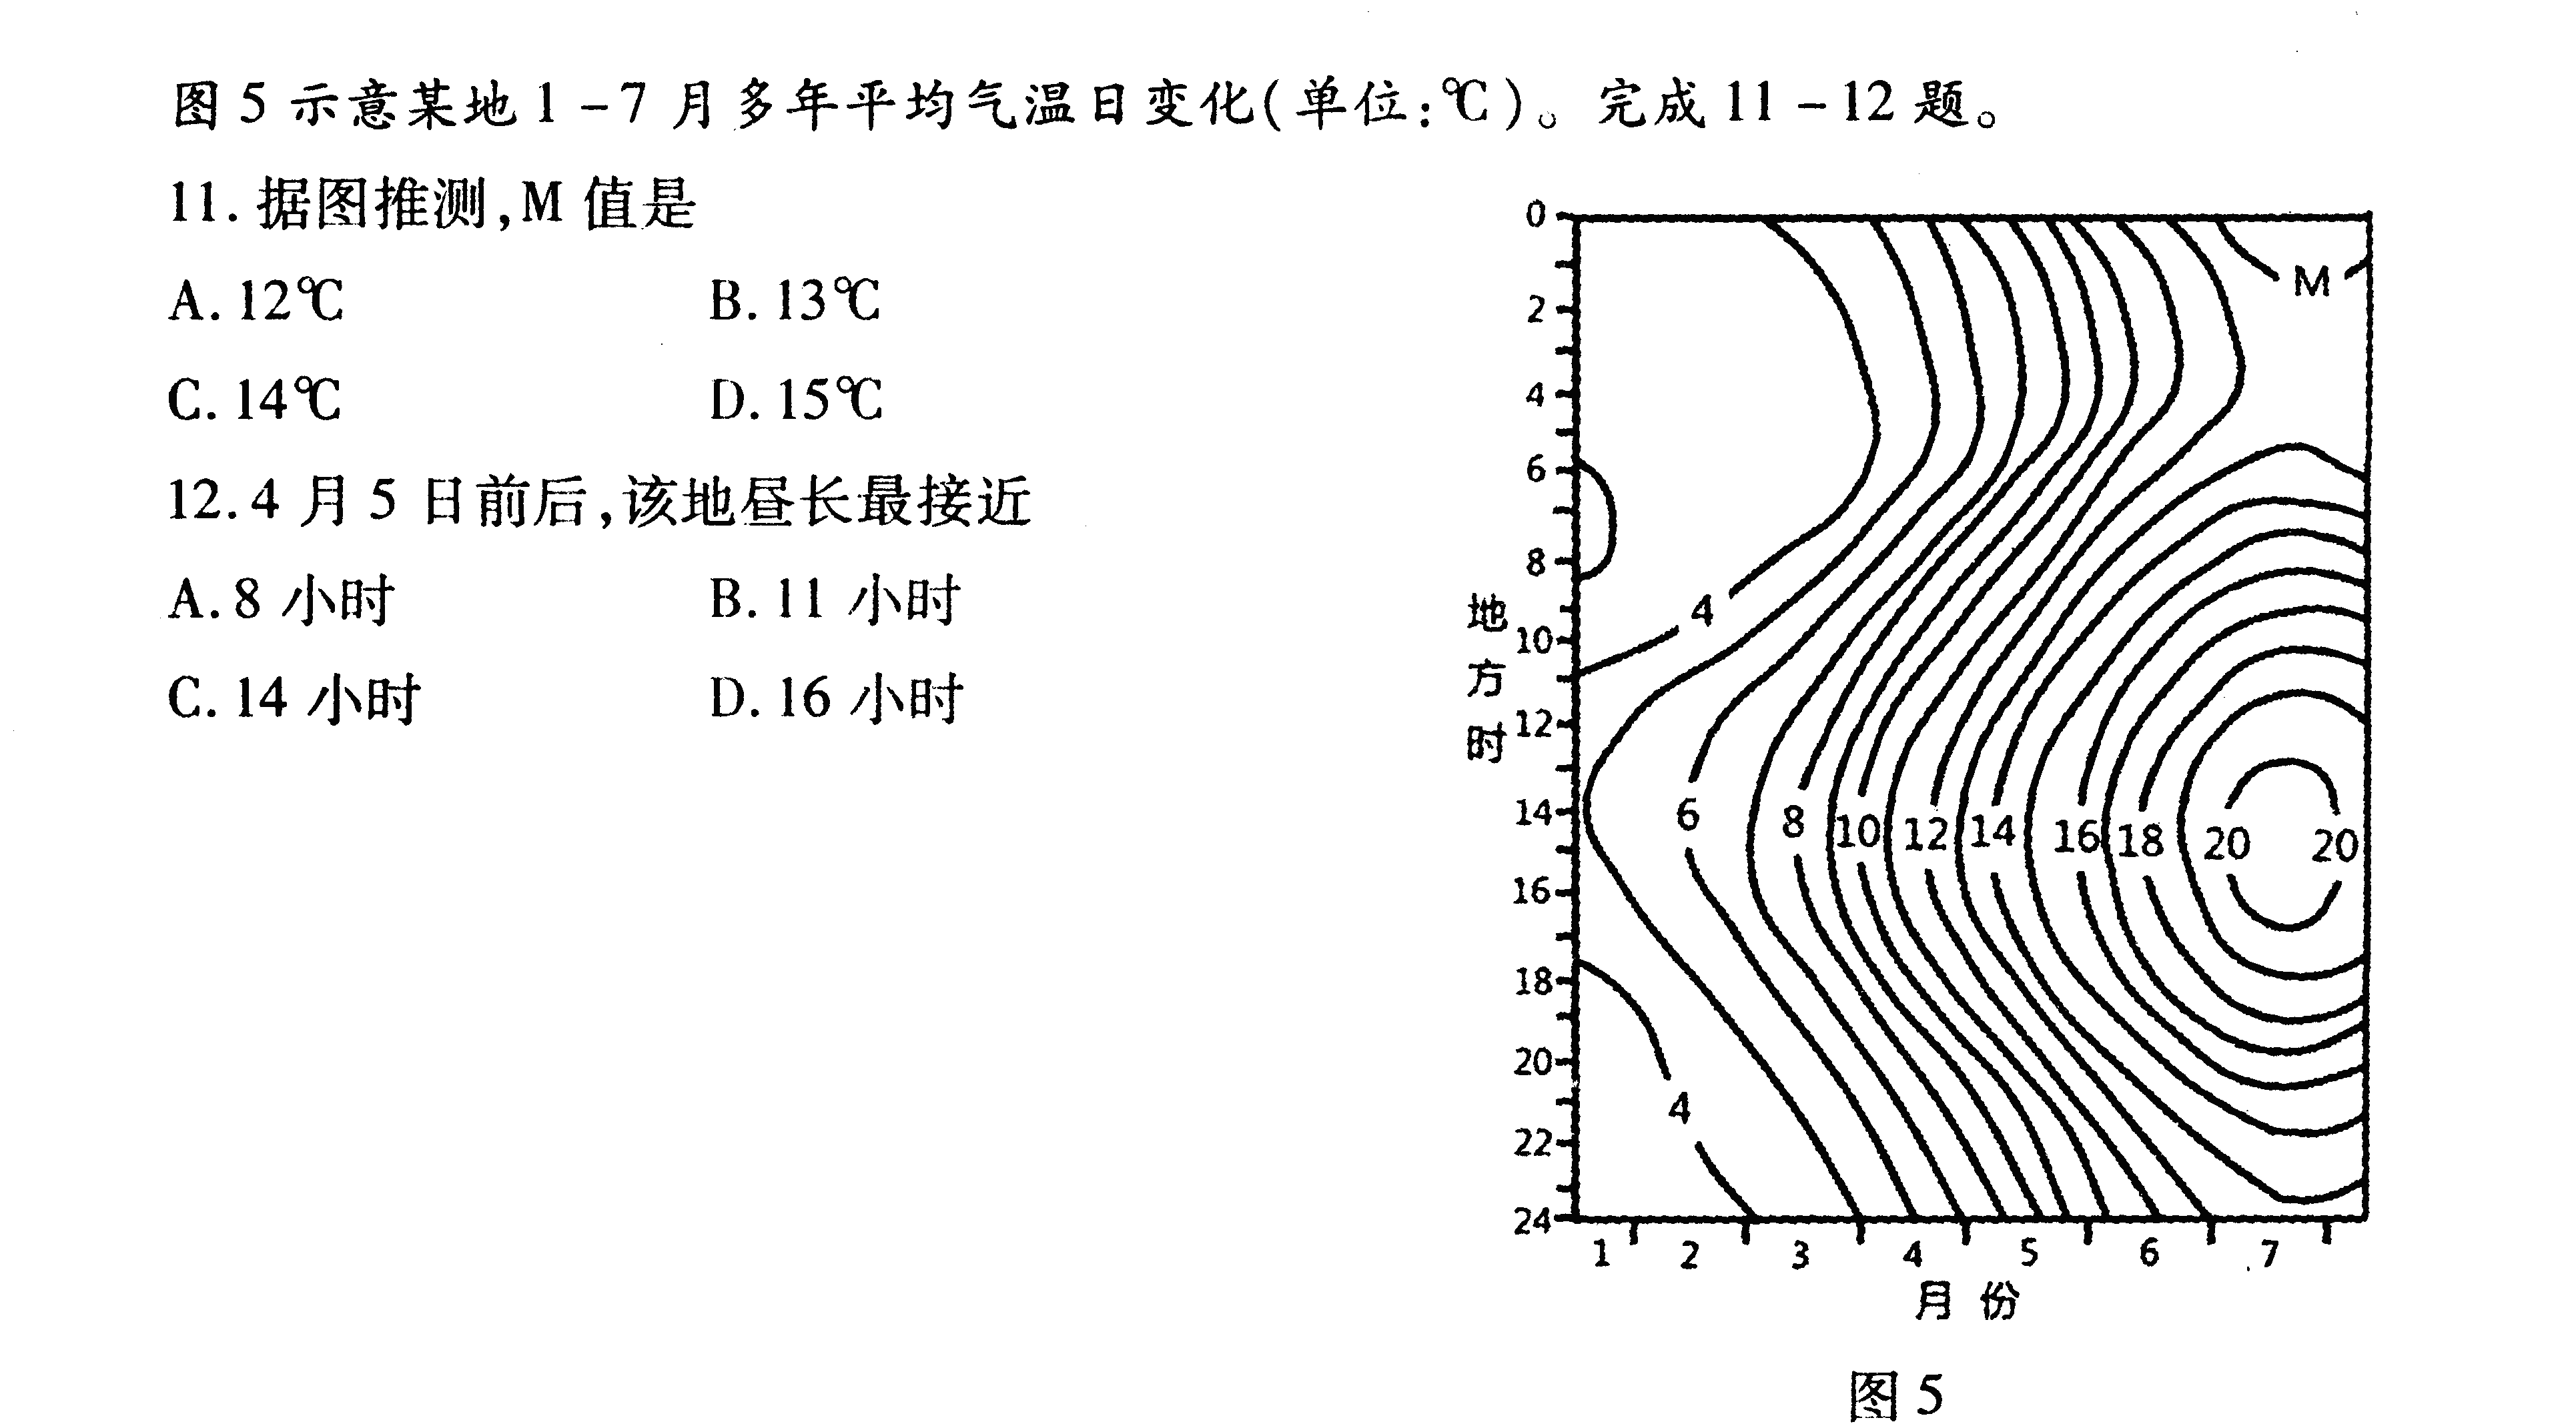 图5示意某地1-7月多年平均气温日变化(单位:℃)。完成11-12题。
11.据图推测,M值是
A.12℃ B.13℃
C.14℃ D.15℃
12.4月5日前后,该地昼长最接近
A.8小时 B.11小时
C.14小时 D.16小时
0
M
2
4
6
8
4
10
12
14
6 8 10 12 14 16 18 20 20
16
18
20
4
22
24
地方时
1 2 3 4 5 6 7
月份
图5